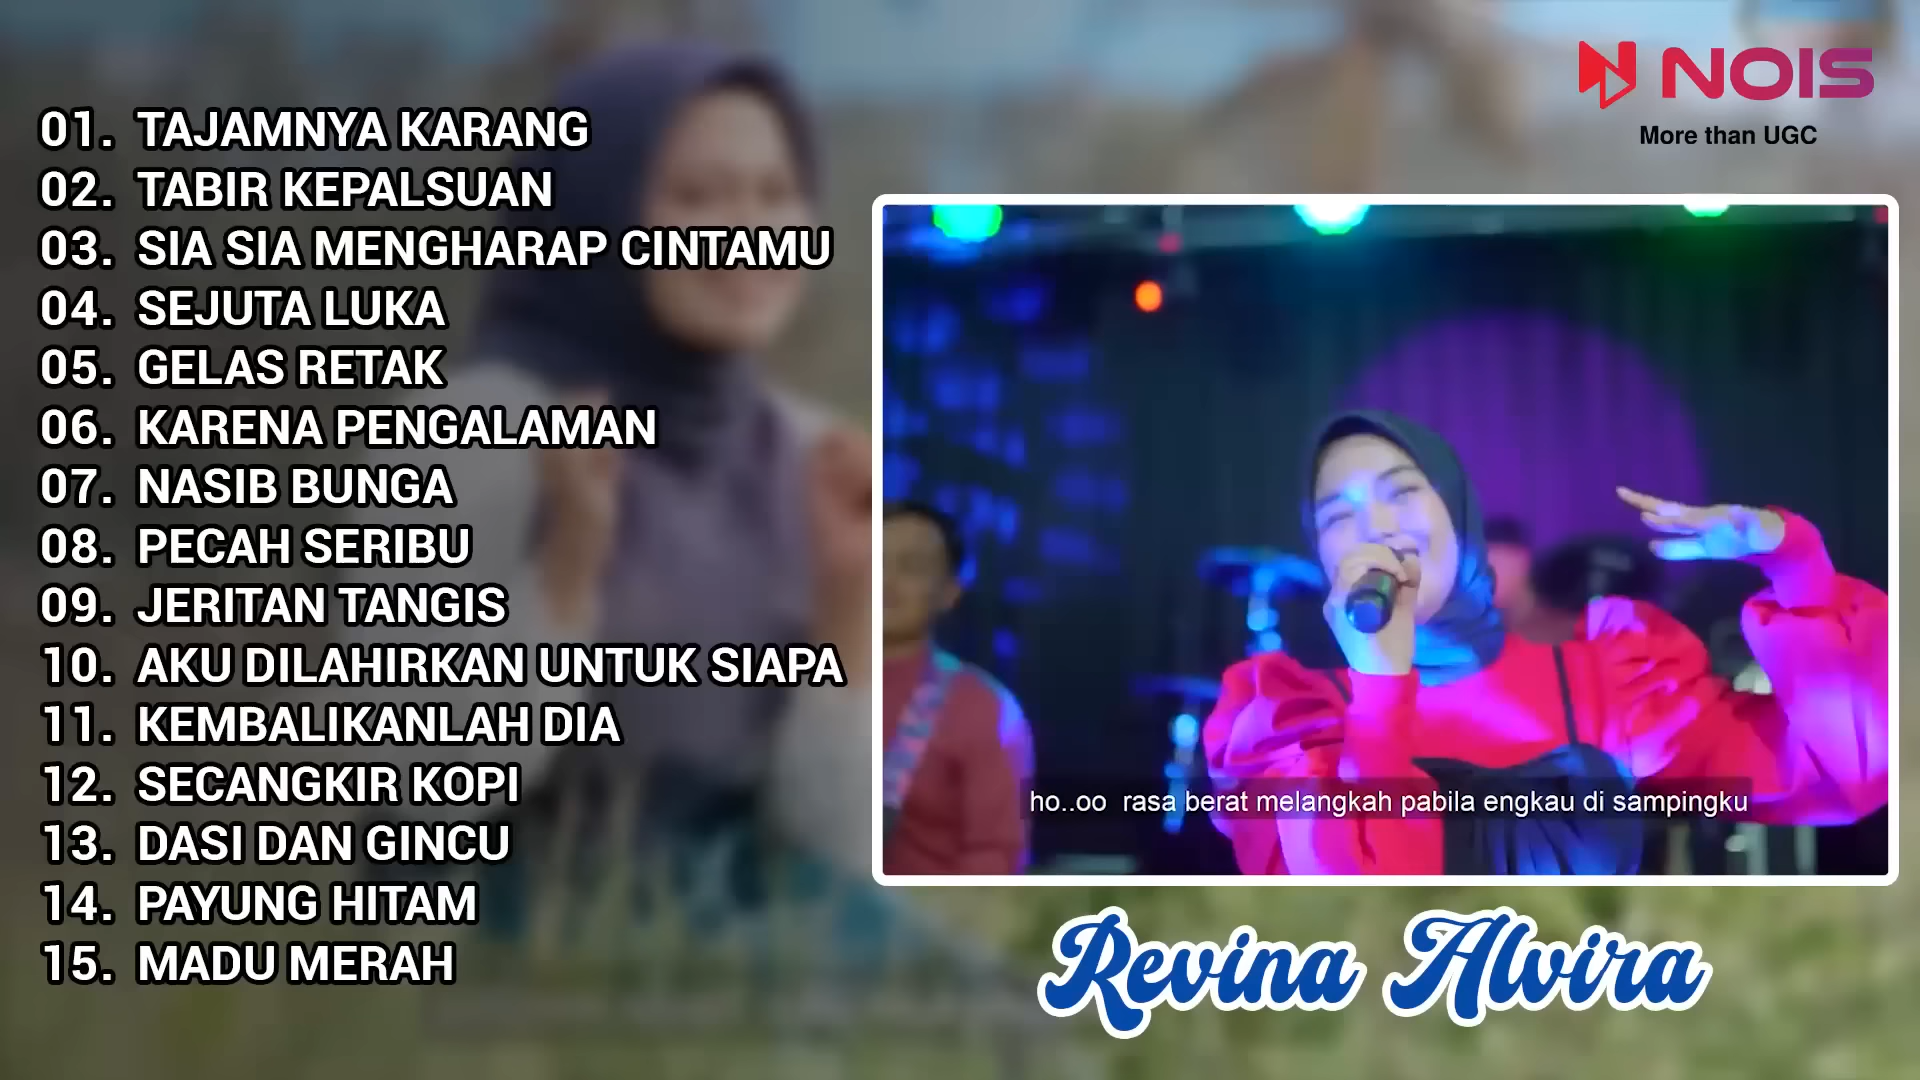 NOIS
More than UGC
01. TAJAMNYA KARANG
02. TABIR KEPALSUAN
03. SIA SIA MENGHARAP CINTAMU
04. SEJUTA LUKA
05. GELAS RETAK
06. KARENA PENGALAMAN
07. NASIB BUNGA
08. PECAH SERIBU
09. JERITAN TANGIS
10. AKU DILAHIRKAN UNTUK SIAPA
11. KEMBALIKANLAH DIA
12. SECANGKIR KOPI
13. DASI DAN GINCU
14. PAYUNG HITAM
15. MADU MERAH
ho..oo rasa berat melangkah pabila engkau di sampingku
Revina Alvira